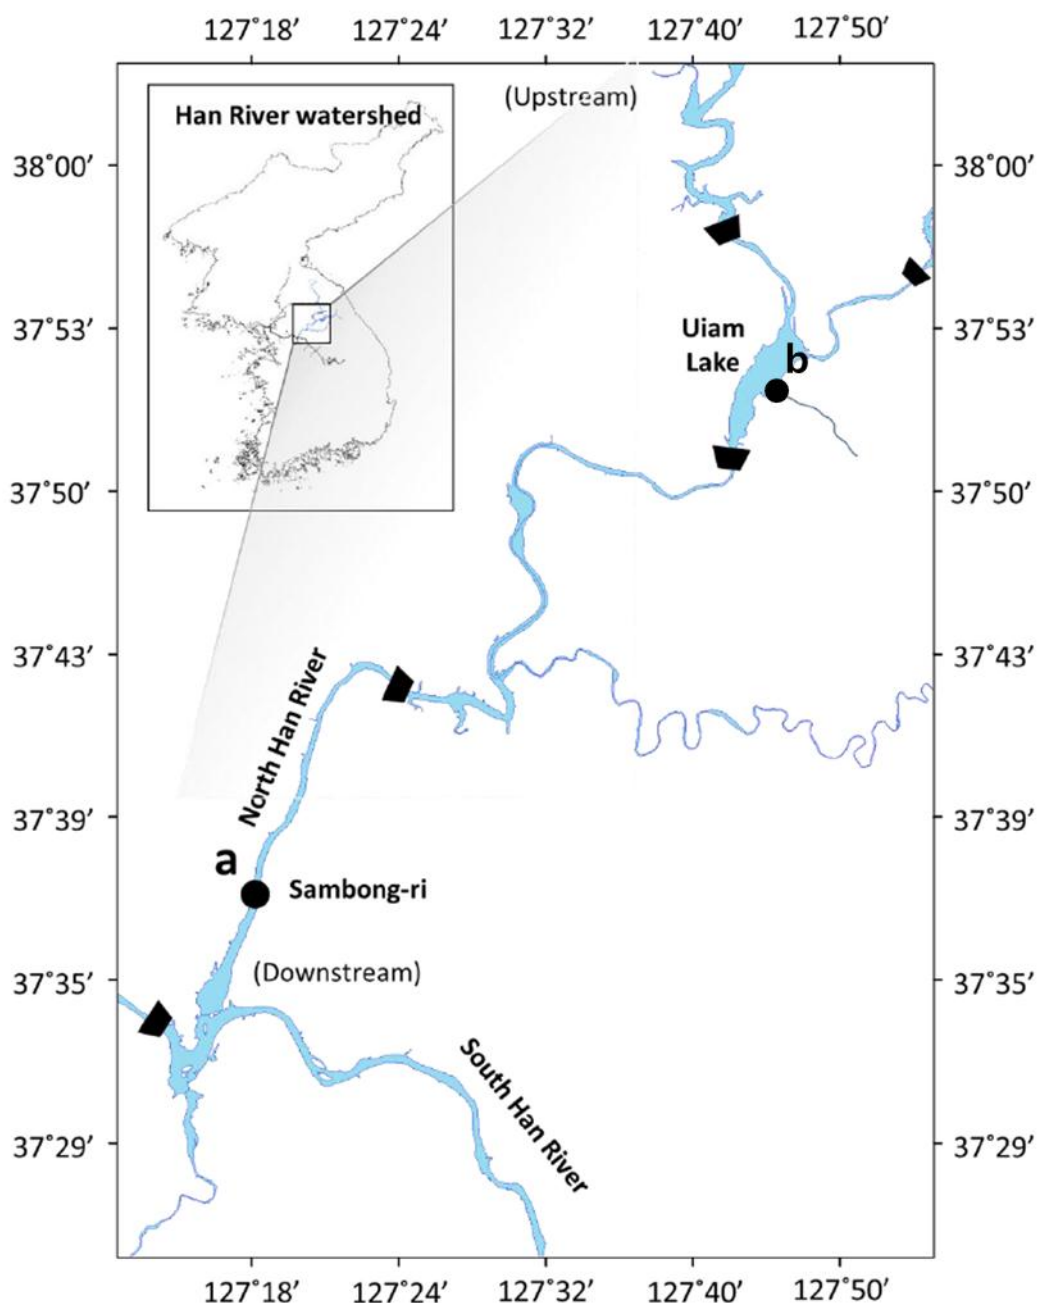 127°18’ 127°24’ 127°32’ 127°40’ 127°50’
(Upstream)
Han River watershed
38°00’ 38°00’
37°53’ 37°53’
Uiam
Lake
b
37°50’ 37°50’
37°43’ 37°43’
North Han River
37°39’ 37°39’
a
Sambong-ri
(Downstream)
37°35’ 37°35’
South Han River
37°29’ 37°29’
127°18’ 127°24’ 127°32’ 127°40’ 127°50’